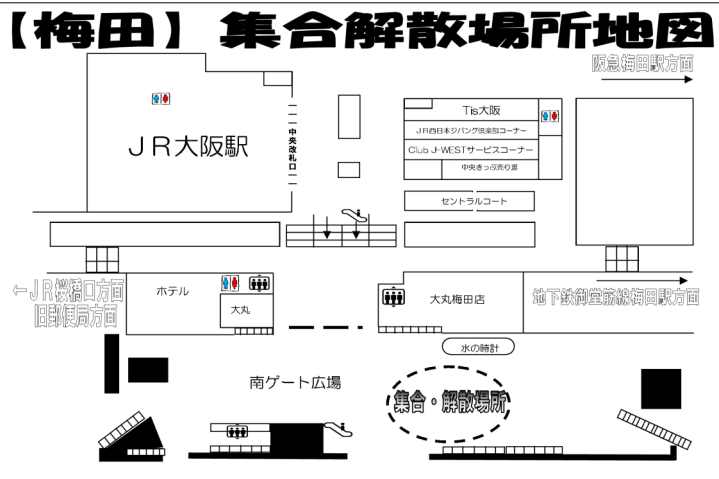 【梅田】集合解散場所地図
阪急梅田駅方面
JR大阪駅
中央改札口
Tis大阪
JR西日本ジパング倶楽部コーナー
Club J-WESTサービスコーナー
中央きっぷ売り場
セントラルコート
←JR桜橋口方面
旧郵便局方面
ホテル
大丸
大丸梅田店
地下鉄御堂筋線梅田駅方面
水の時計
南ゲート広場
集合・解散場所